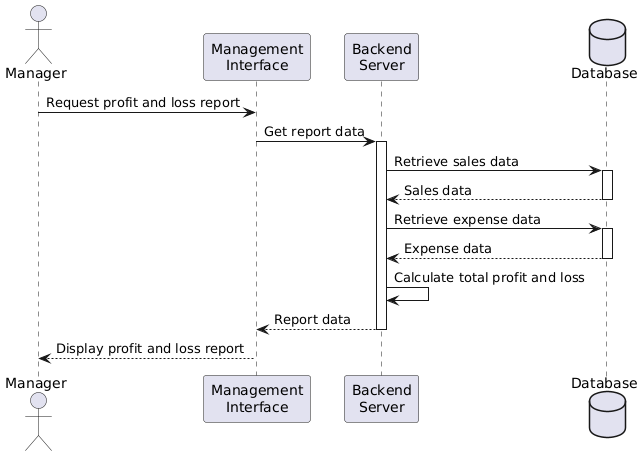 Manager
Management
Interface
Backend
Server
Database
Request profit and loss report
Get report data
Retrieve sales data
Sales data
Retrieve expense data
Expense data
Calculate total profit and loss
Report data
Display profit and loss report
Manager
Management
Interface
Backend
Server
Database